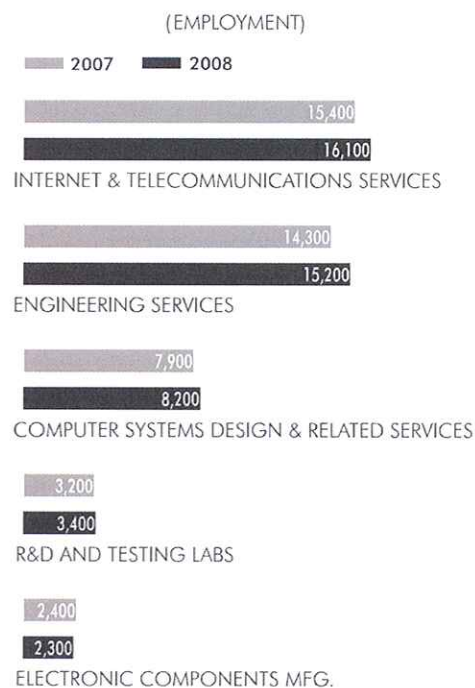 (EMPLOYMENT)
2007 2008
15,400
16,100
INTERNET & TELECOMMUNICATIONS SERVICES
14,300
15,200
ENGINEERING SERVICES
7,900
8,200
COMPUTER SYSTEMS DESIGN & RELATED SERVICES
3,200
3,400
R&D AND TESTING LABS
2,400
2,300
ELECTRONIC COMPONENTS MFG.